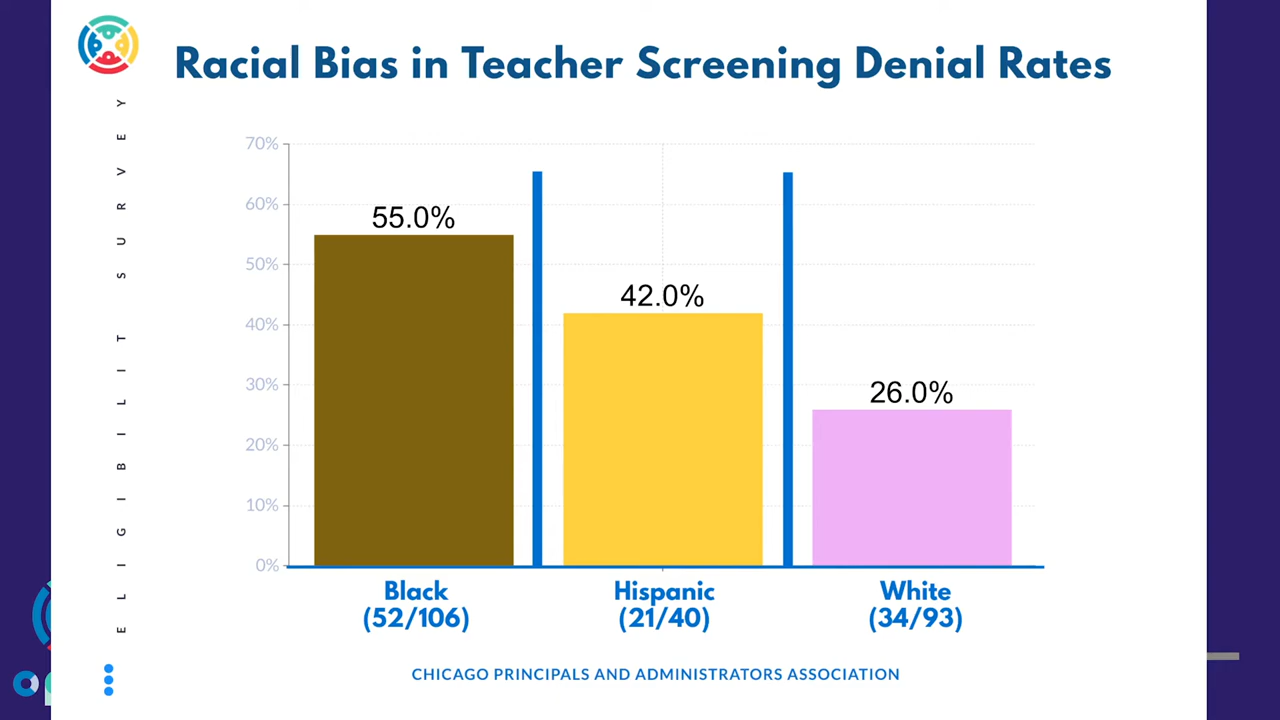 Racial Bias in Teacher Screening Denial Rates
ELIGIBILIT SURVEY
70%
60%
50%
40%
30%
20%
10%
0%
55.0%
42.0%
26.0%
Black
(52/106)
Hispanic
(21/40)
White
(34/93)
CHICAGO PRINCIPALS AND ADMINISTRATORS ASSOCIATION